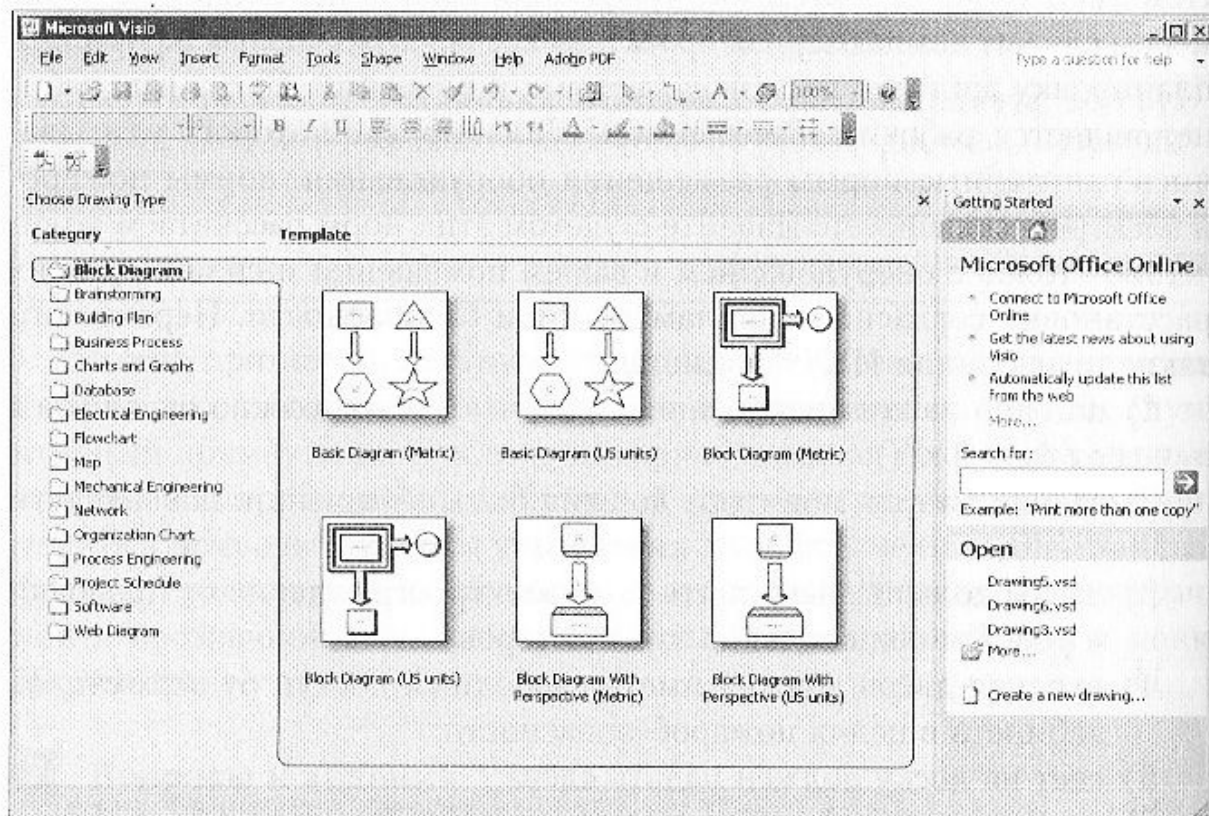 Microsoft Visio
File Edit View Insert Format Tools Shape Window Help Adobe PDF
Type a question for help
100%
B I U
Choose Drawing Type
Category
Template
Block Diagram
Brainstorming
Building Plan
Business Process
Charts and Graphs
Database
Electrical Engineering
Flowchart
Map
Mechanical Engineering
Network
Organization Chart
Process Engineering
Project Schedule
Software
Web Diagram
Basic Diagram (Metric)
Basic Diagram (US units)
Block Diagram (Metric)
Block Diagram (US units)
Block Diagram With
Perspective (Metric)
Block Diagram With
Perspective (US units)
Getting Started
Microsoft Office Online
Connect to Microsoft Office
Online
Get the latest news about using
Visio
Automatically update this list
from the web
More...
Search for:
Example: "Print more than one copy"
Open
Drawing5.vsd
Drawing6.vsd
Drawing3.vsd
More...
Create a new drawing...